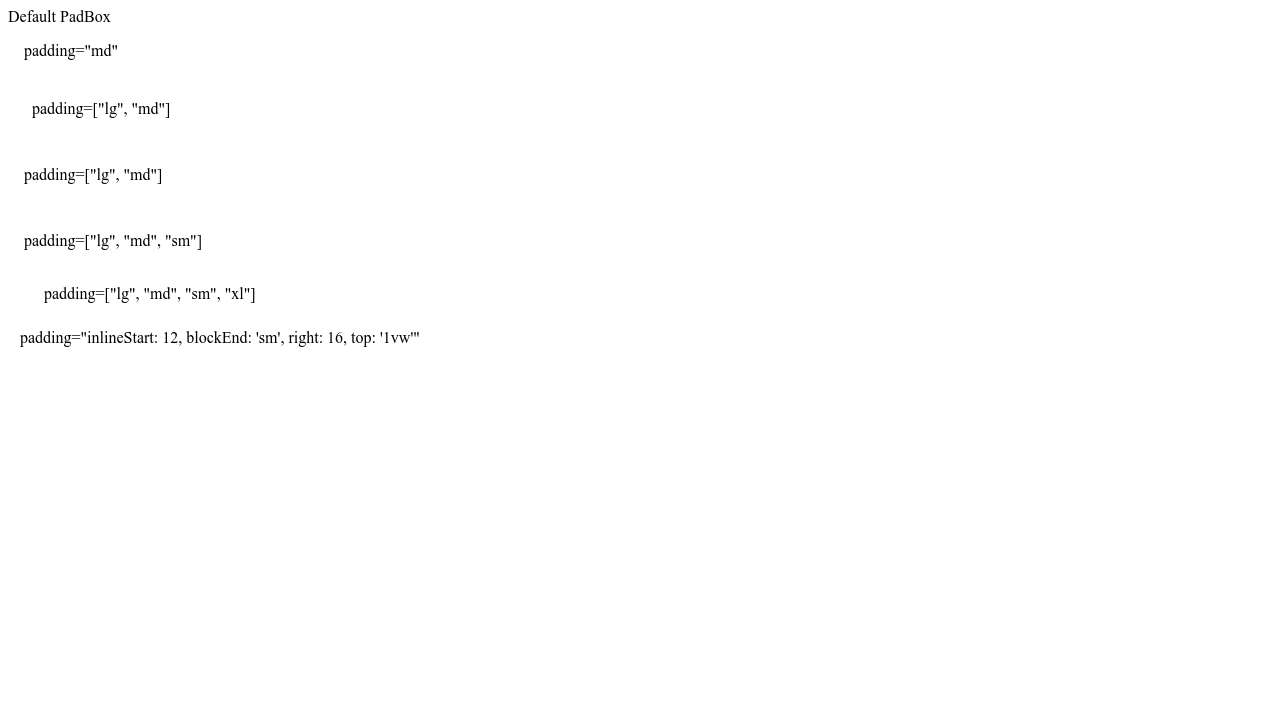 Default PadBox
padding="md"
padding=["lg", "md"]
padding=["lg", "md"]
padding=["lg", "md", "sm"]
padding=["lg", "md", "sm", "xl"]
padding="inlineStart: 12, blockEnd: 'sm', right: 16, top: '1vw'"